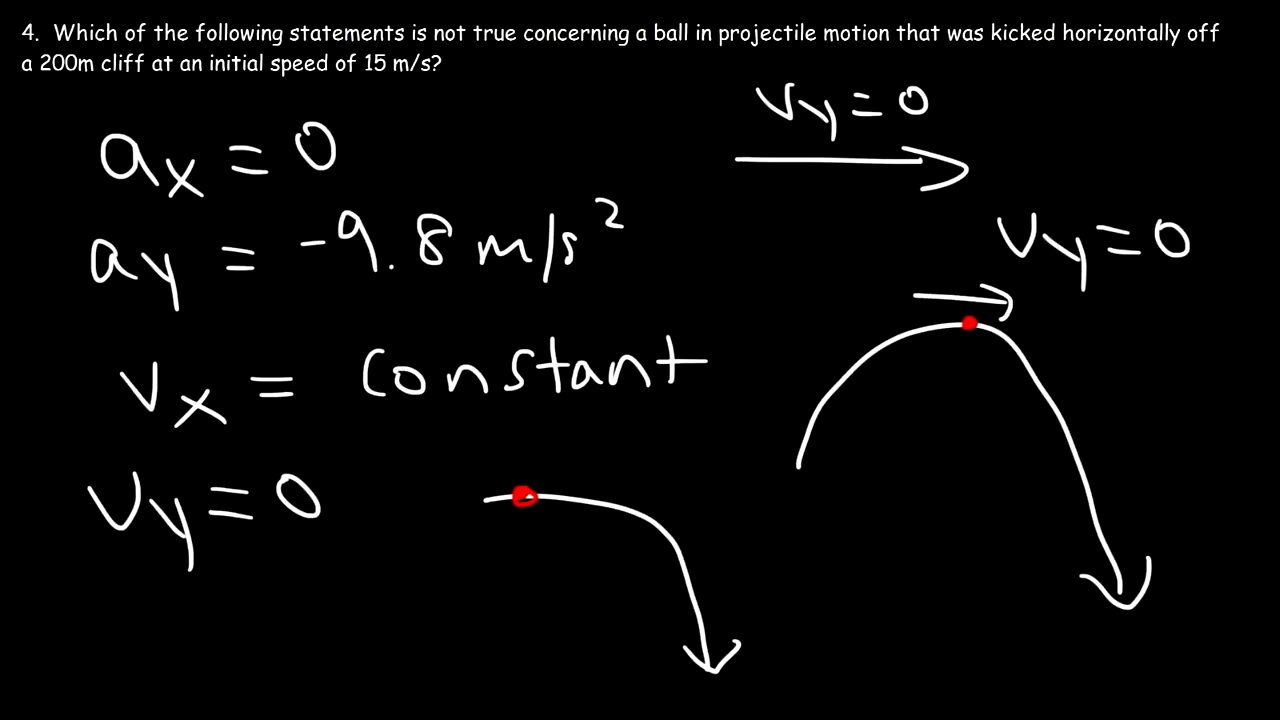 4. Which of the following statements is not true concerning a ball in projectile motion that was kicked horizontally off
a 200m cliff at an initial speed of 15 m/s?
vy=0
ax=0
vy=0
ay=-9.8 m/s²
vx=constant
vy=0